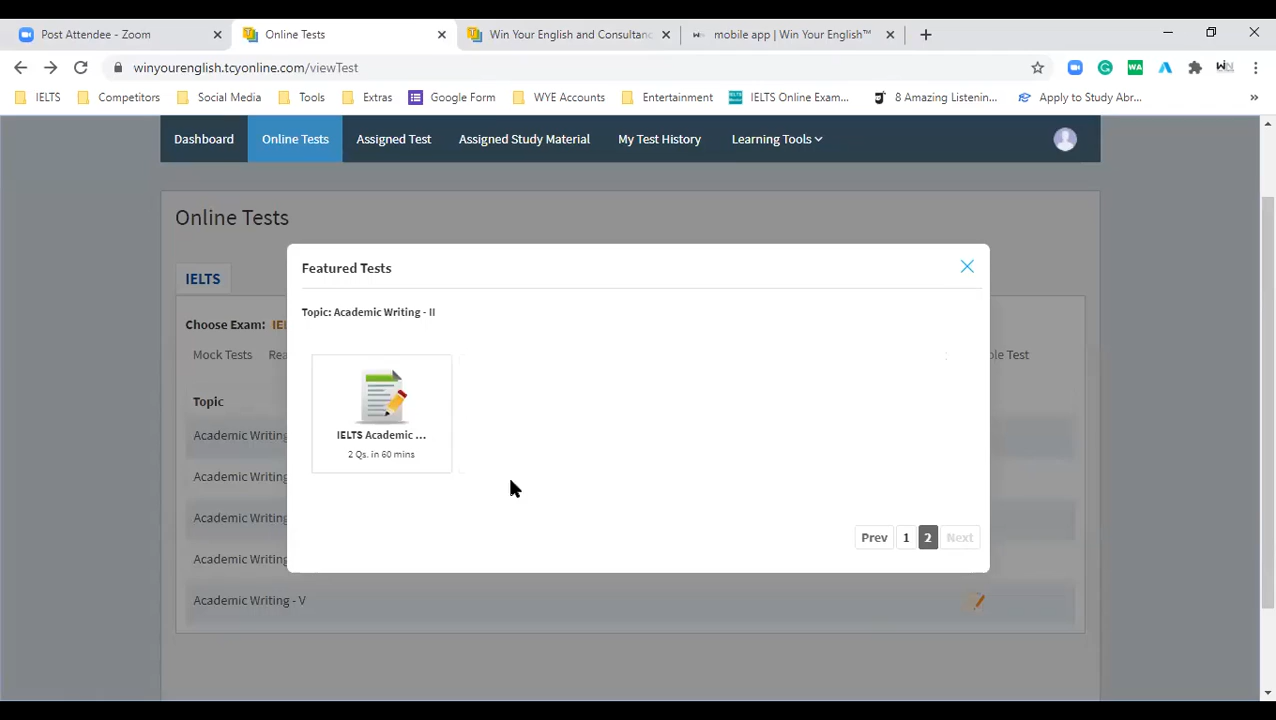 Post Attendee - Zoom
Online Tests
Win Your English and Consultanc
mobile app | Win Your English™
winyourenglish.tcyonline.com/viewTest
IELTS
Competitors
Social Media
Tools
Extras
Google Form
WYE Accounts
Entertainment
IELTS Online Exam...
8 Amazing Listenin...
Apply to Study Abr...
Dashboard
Online Tests
Assigned Test
Assigned Study Material
My Test History
Learning Tools
Online Tests
IELTS
Featured Tests
Topic: Academic Writing - II
Choose Exam: IE
Mock Tests
Rea
le Test
Topic
IELTS Academic ...
2 Qs. in 60 mins
Academic Writing
Academic Writing
Academic Writing
Academic Writing
Prev 1 2 Next
Academic Writing - V